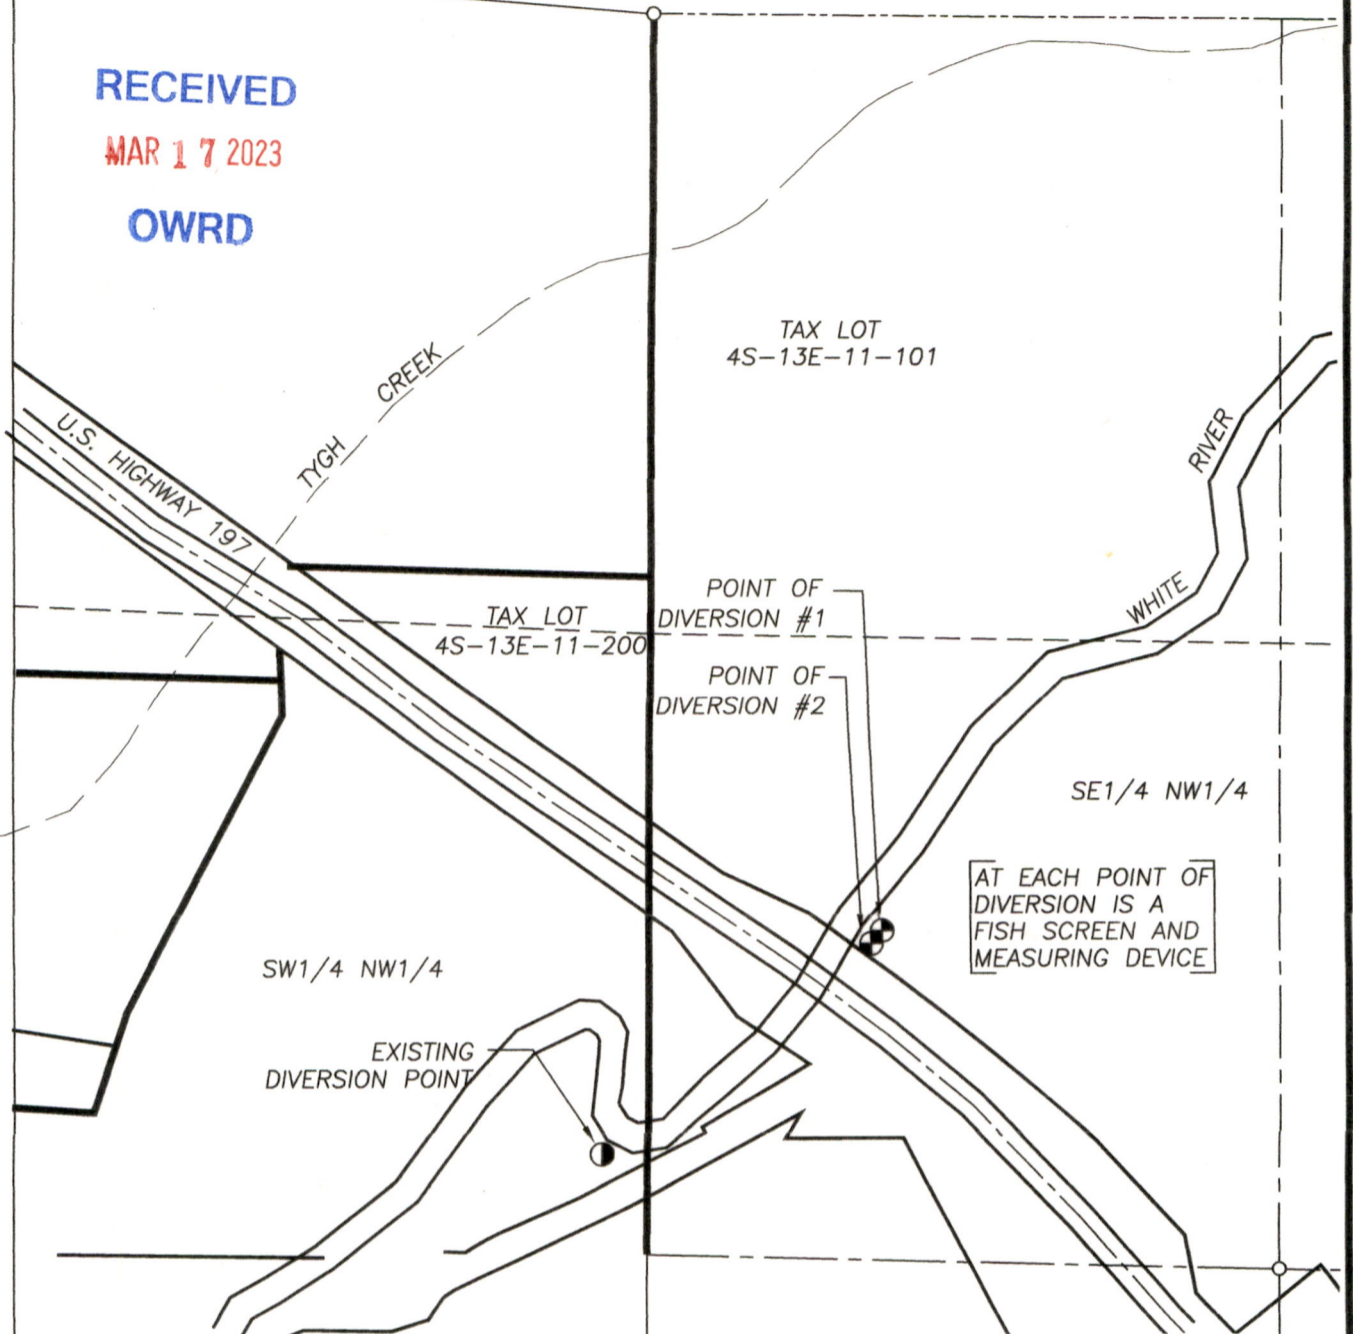 RECEIVED
MAR 17 2023
OWRD
TAX LOT
4S-13E-11-101
TYGH CREEK
U.S. HIGHWAY 197
WHITE RIVER
TAX LOT
4S-13E-11-200
POINT OF
DIVERSION #1
POINT OF
DIVERSION #2
SE1/4 NW1/4
AT EACH POINT OF
DIVERSION IS A
FISH SCREEN AND
MEASURING DEVICE
SW1/4 NW1/4
EXISTING
DIVERSION POINT